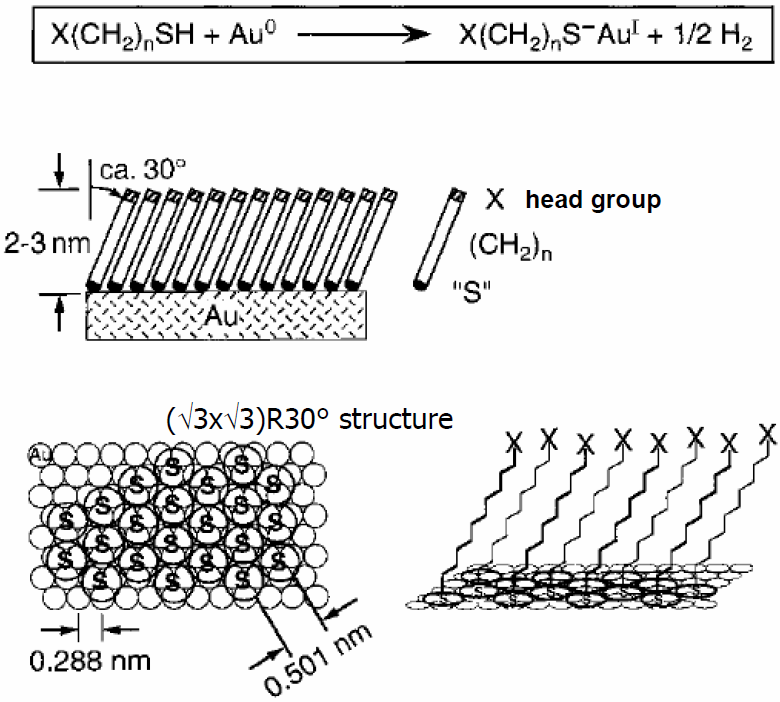 X(CH₂)ₙSH + Au⁰ ⟶ X(CH₂)ₙS⁻Auᴵ + 1/2 H₂
ca. 30°
2-3 nm
X head group
(CH₂)ₙ
"S"
Au
(√3x√3)R30° structure
Au
S S
S S S
S S S
S S S S
S S S
S S S S
S S S
X X X X X X X X
S S S S
S S S
S S S S
0.288 nm
0.501 nm